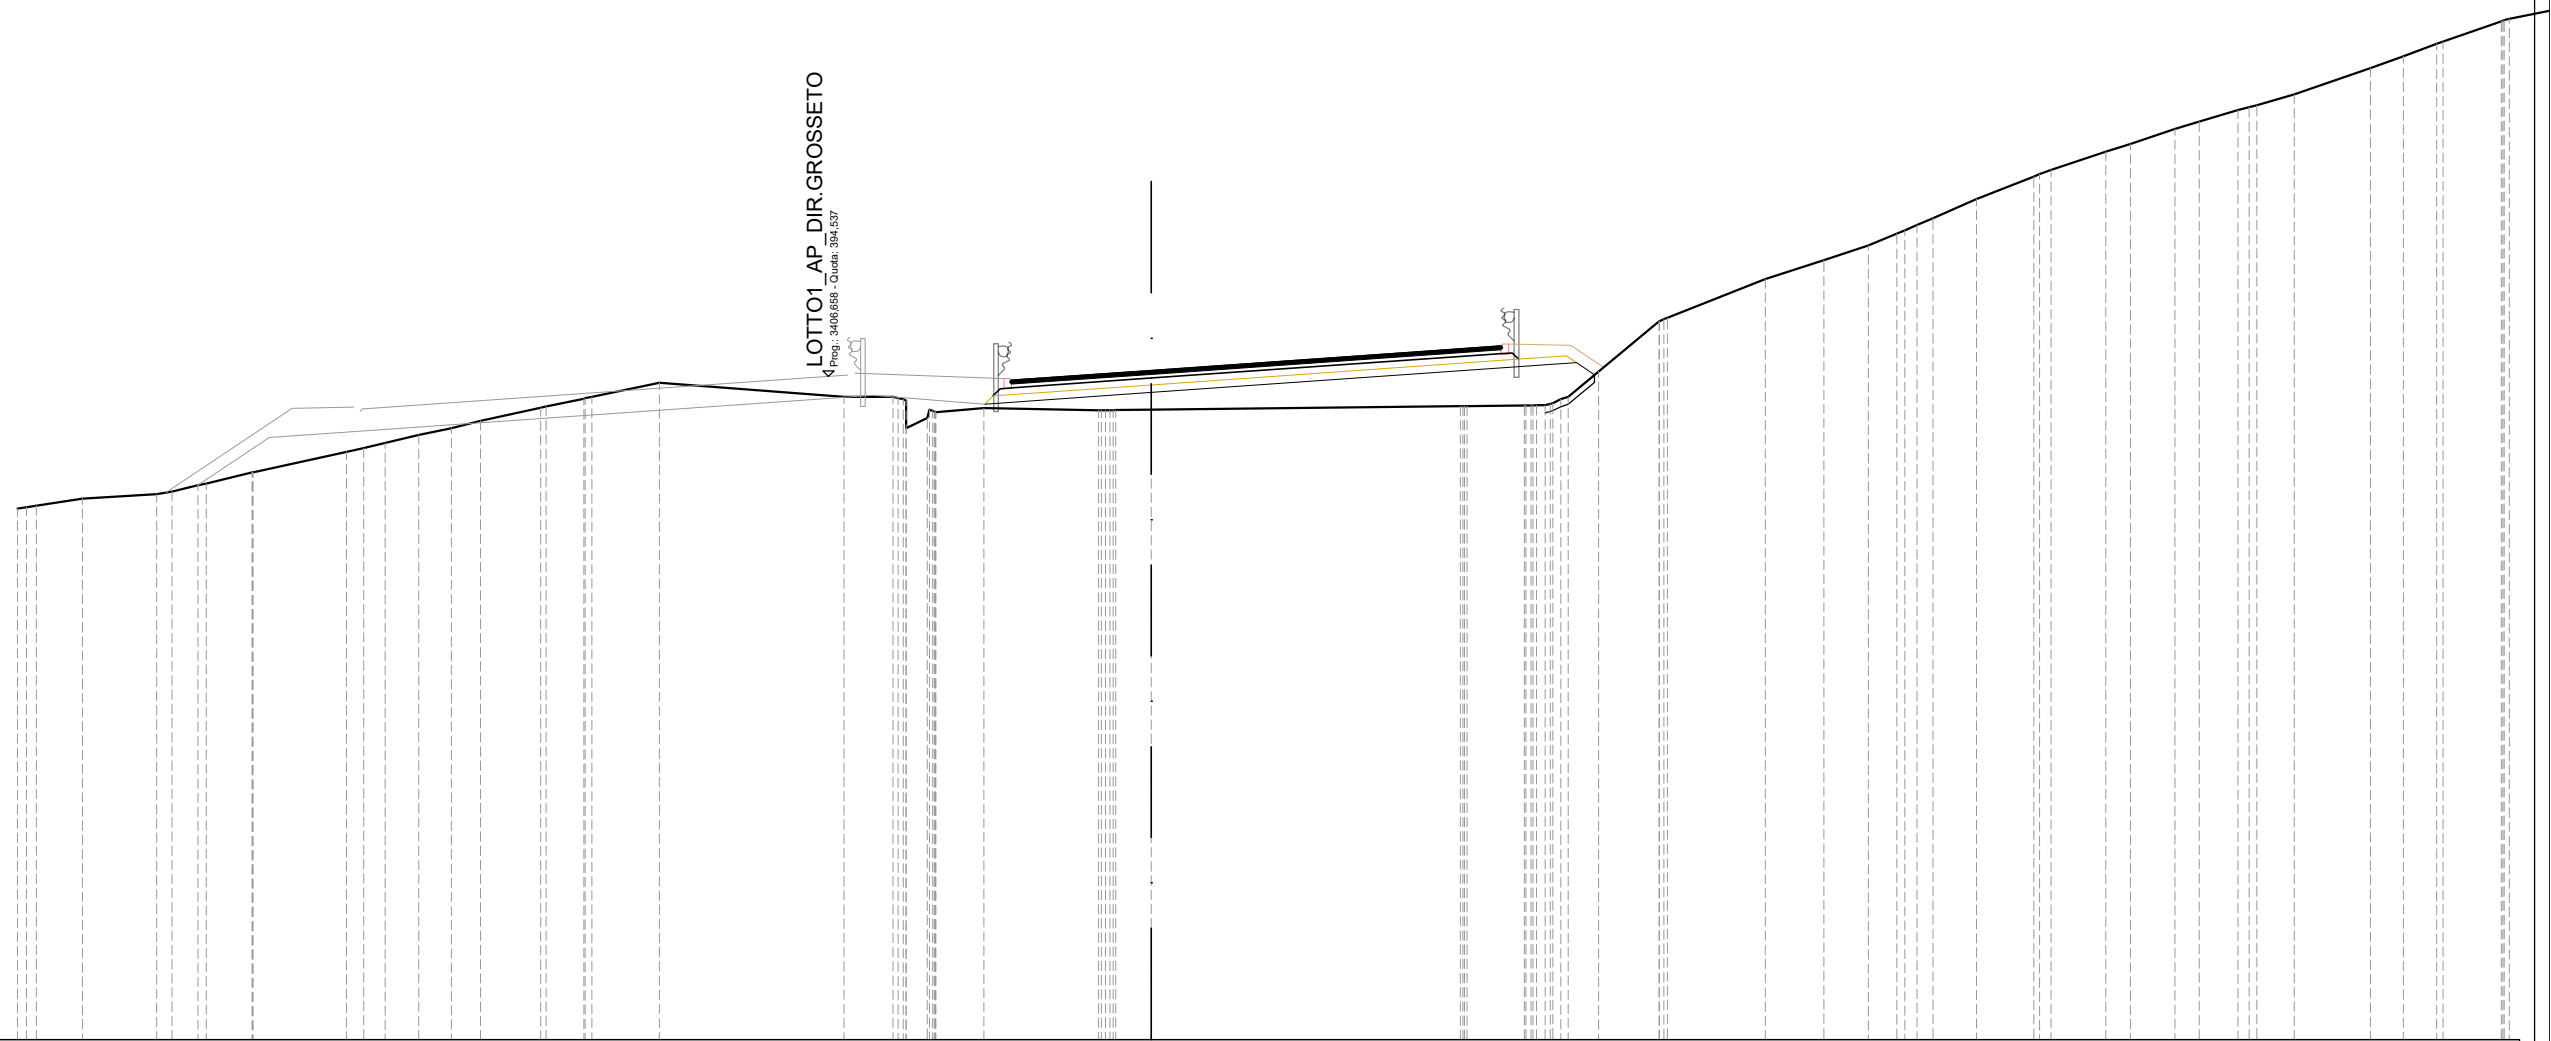 LOTTO1_AP_DIR.GROSSETO
Prog.: 3406,658 - Quota: 394,537